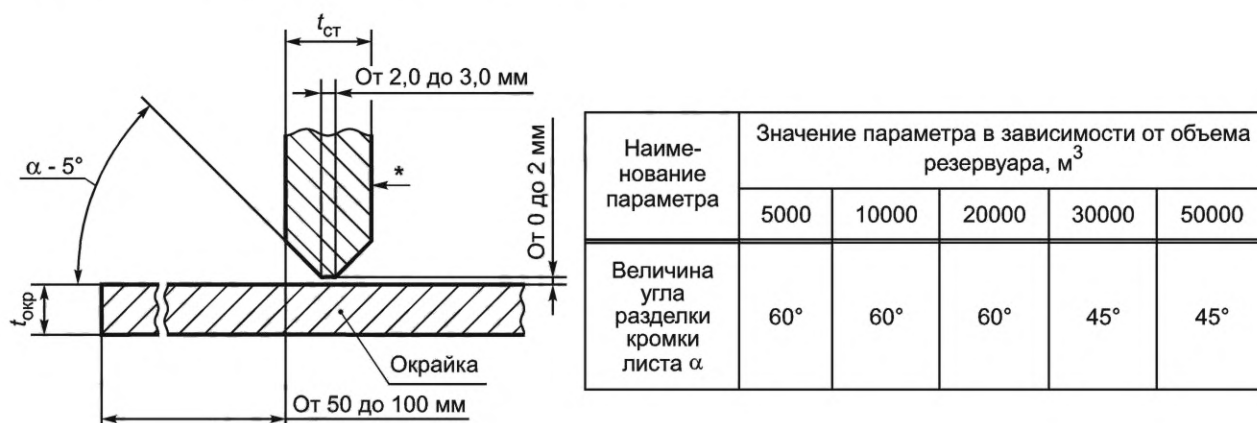 tст
От 2,0 до 3,0 мм
α - 5°
*
От 0 до 2 мм
tокр
Окрайка
От 50 до 100 мм
Наиме-
нование
параметра
Значение параметра в зависимости от объема
резервуара, м³
5000 10000 20000 30000 50000
Величина
угла
разделки
кромки
листа α
60° 60° 60° 45° 45°